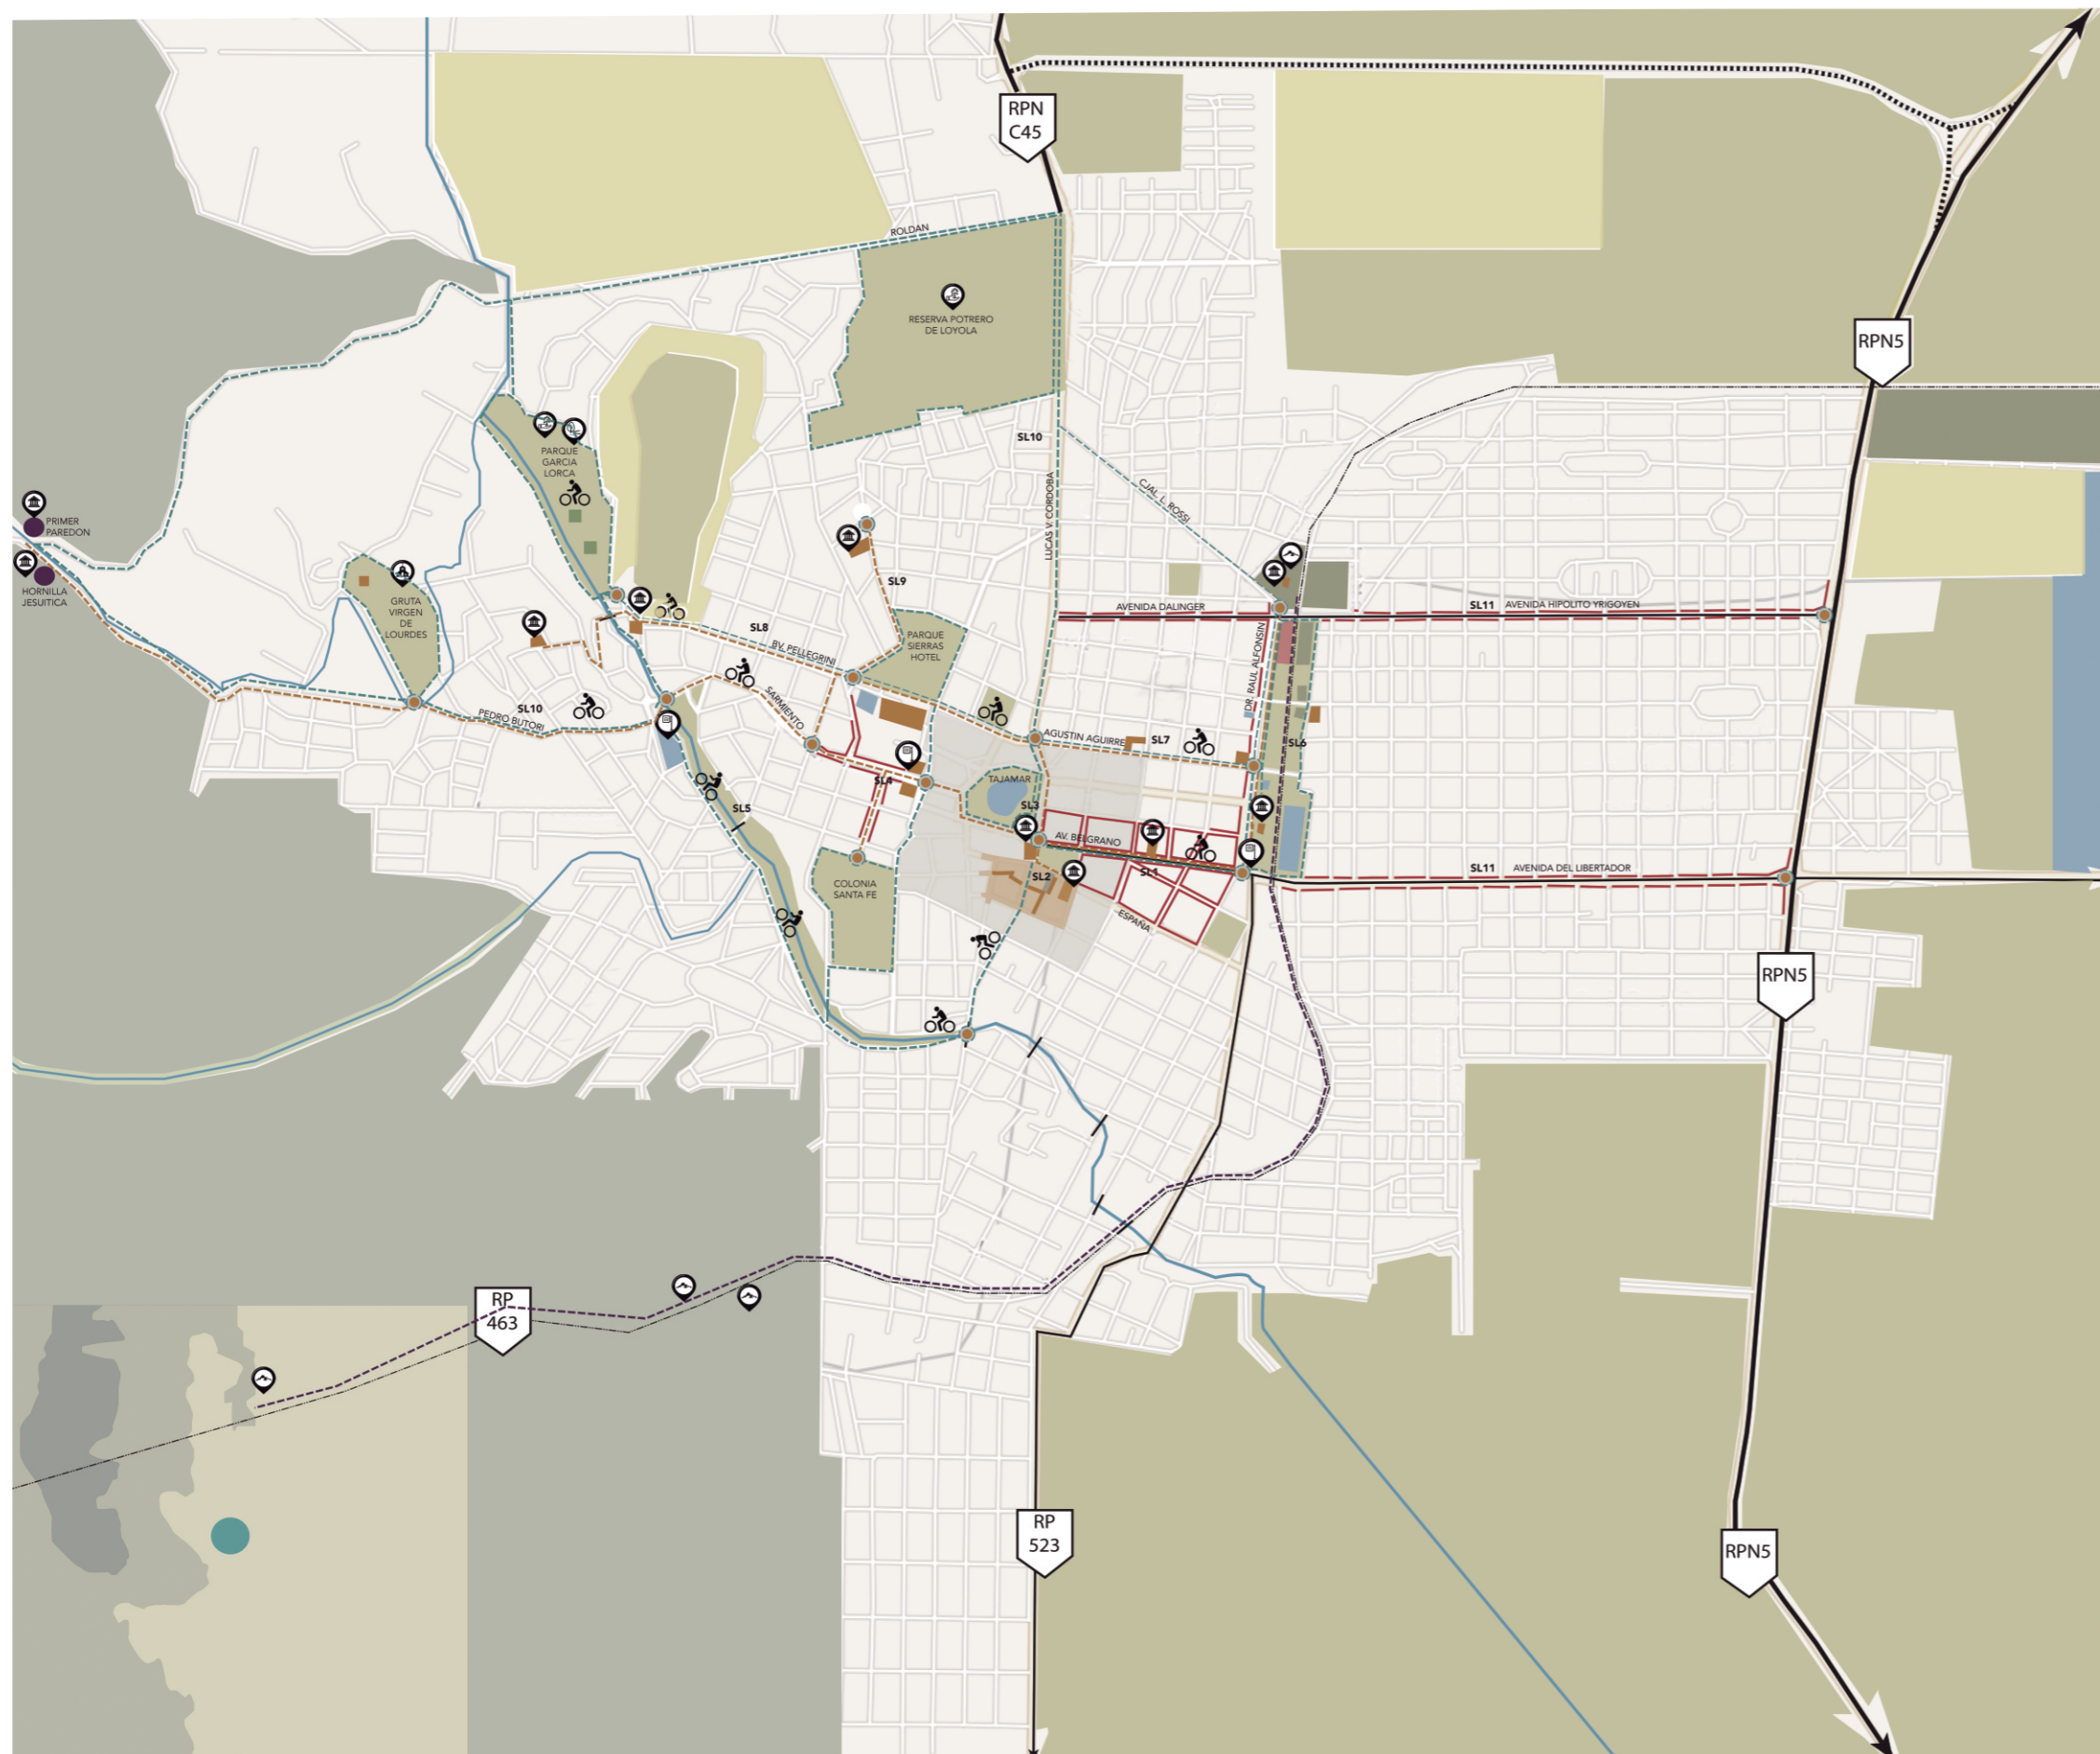 RPN
C45
ROLDAN
RESERVA POTRERO
DE LOYOLA
RPN5
SL10
PARQUE
GARCIA
LORCA
LUCAS V. CORDOBA
CJAL. L. ROSSI
PRIMER
PAREDON
HORNILLA
JESUITICA
GRUTA
VIRGEN
DE
LOURDES
SL9
AVENIDA DALINGER
SL11 AVENIDA HIPOLITO YRIGOYEN
SL8
BV. PELLEGRINI
PARQUE
SIERRAS
HOTEL
DR. RAUL ALFONSIN
SARMIENTO
SL10
PEDRO BUTORI
AGUSTIN AGUIRRE
SL7
SL6
SL4
TAJAMAR
SL5
SL3
AV. BELGRANO
SL2
SL1
SL11 AVENIDA DEL LIBERTADOR
COLONIA
SANTA FE
ESPAÑA
RPN5
RP
463
RP
523
RPN5